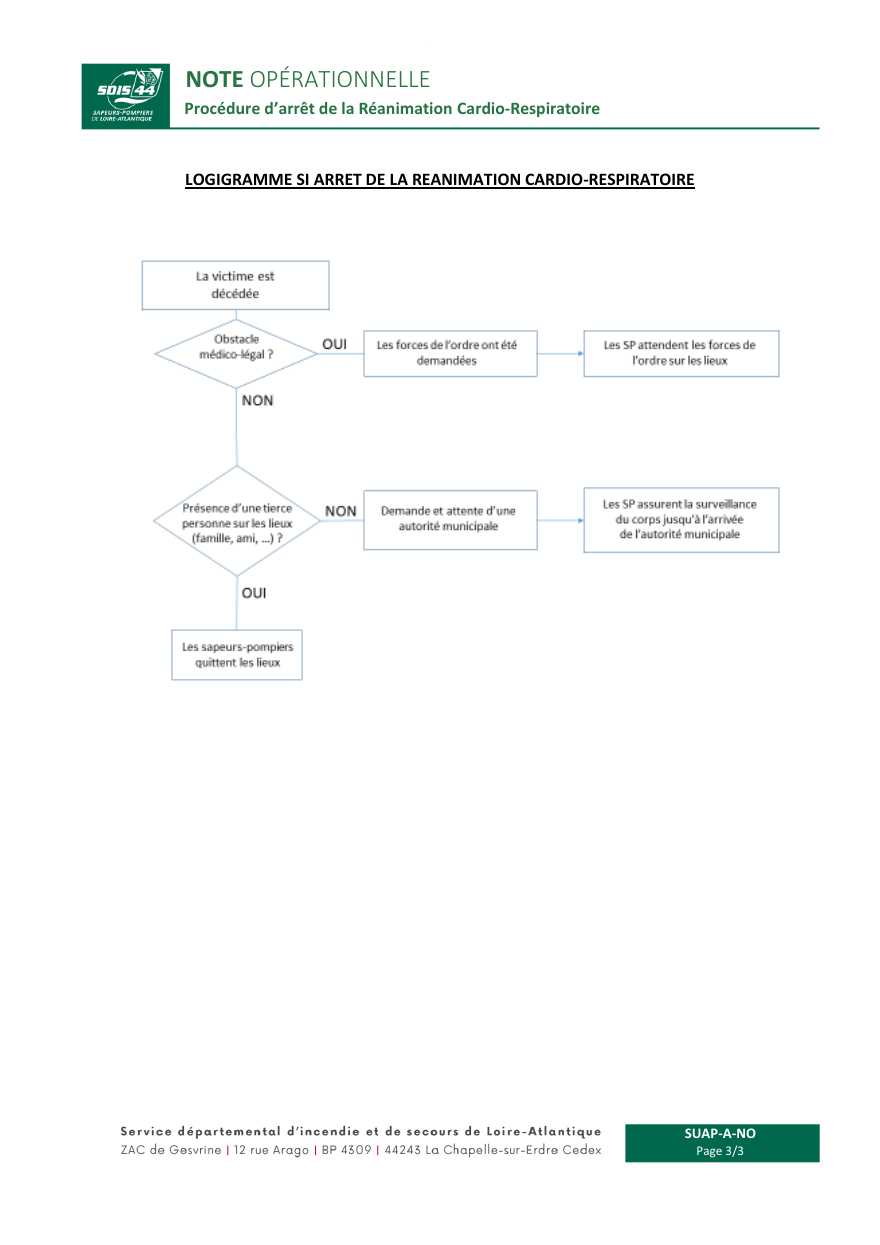 SDIS 44
SAPEURS-POMPIERS
DE LOIRE-ATLANTIQUE
NOTE OPÉRATIONNELLE
Procédure d’arrêt de la Réanimation Cardio-Respiratoire
LOGIGRAMME SI ARRET DE LA REANIMATION CARDIO-RESPIRATOIRE
La victime est
décédée
Obstacle
médico-légal ?
OUI
Les forces de l’ordre ont été
demandées
Les SP attendent les forces de
l’ordre sur les lieux
NON
Présence d’une tierce
personne sur les lieux
(famille, ami, …) ?
NON
Demande et attente d’une
autorité municipale
Les SP assurent la surveillance
du corps jusqu’à l’arrivée
de l’autorité municipale
OUI
Les sapeurs-pompiers
quittent les lieux
Service départemental d’incendie et de secours de Loire-Atlantique
ZAC de Gesvrine | 12 rue Arago | BP 4309 | 44243 La Chapelle-sur-Erdre Cedex
SUAP-A-NO
Page 3/3